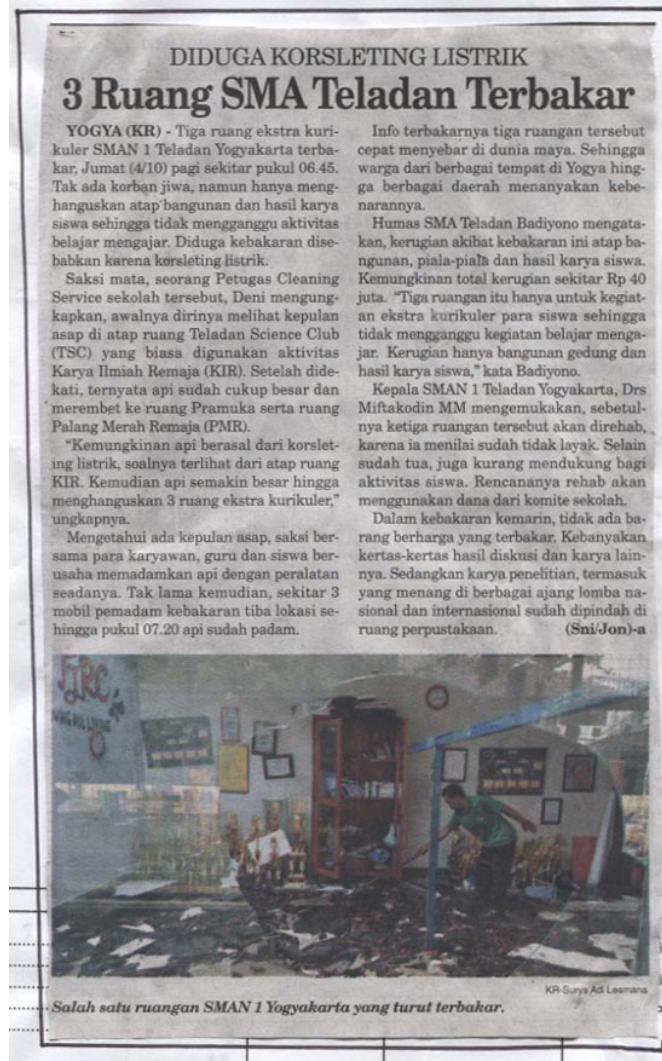 DIDUGA KORSLETING LISTRIK
3 Ruang SMA Teladan Terbakar
YOGYA (KR) - Tiga ruang ekstra kuri-
kuler SMAN 1 Teladan Yogyakarta terba-
kar, Jumat (4/10) pagi sekitar pukul 06.45.
Tak ada korban jiwa, namun hanya meng-
hanguskan atap bangunan dan hasil karya
siswa sehingga tidak mengganggu aktivitas
belajar mengajar. Diduga kebakaran dise-
babkan karena korsleting listrik.
Saksi mata, seorang Petugas Cleaning
Service sekolah tersebut, Deni mengung-
kapkan, awalnya dirinya melihat kepulan
asap di atap ruang Teladan Science Club
(TSC) yang biasa digunakan aktivitas
Karya Ilmiah Remaja (KIR). Setelah dide-
kati, ternyata api sudah cukup besar dan
merembet ke ruang Pramuka serta ruang
Palang Merah Remaja (PMR).
"Kemungkinan api berasal dari korslet-
ing listrik, soalnya terlihat dari atap ruang
KIR. Kemudian api semakin besar hingga
menghanguskan 3 ruang ekstra kurikuler,"
ungkapnya.
Mengetahui ada kepulan asap, saksi ber-
sama para karyawan, guru dan siswa ber-
usaha memadamkan api dengan peralatan
seadanya. Tak lama kemudian, sekitar 3
mobil pemadam kebakaran tiba lokasi se-
hingga pukul 07.20 api sudah padam.
Info terbakarnya tiga ruangan tersebut
cepat menyebar di dunia maya. Sehingga
warga dari berbagai tempat di Yogya hing-
ga berbagai daerah menanyakan kebe-
narannya.
Humas SMA Teladan Badiyono mengata-
kan, kerugian akibat kebakaran ini atap ba-
ngunan, piala-piala dan hasil karya siswa.
Kemungkinan total kerugian sekitar Rp 40
juta. "Tiga ruangan itu hanya untuk kegiat-
an ekstra kurikuler para siswa sehingga
tidak mengganggu kegiatan belajar menga-
jar. Kerugian hanya bangunan gedung dan
hasil karya siswa," kata Badiyono.
Kepala SMAN 1 Teladan Yogyakarta, Drs
Miftakodin MM mengemukakan, sebetul-
nya ketiga ruangan tersebut akan direhab,
karena ia menilai sudah tidak layak. Selain
sudah tua, juga kurang mendukung bagi
aktivitas siswa. Rencananya rehab akan
menggunakan dana dari komite sekolah.
Dalam kebakaran kemarin, tidak ada ba-
rang berharga yang terbakar. Kebanyakan
kertas-kertas hasil diskusi dan karya lain-
nya. Sedangkan karya penelitian, termasuk
yang menang di berbagai ajang lomba na-
sional dan internasional sudah dipindah di
ruang perpustakaan. (Sni/Jon)-a
KR-Surya Adi Lesmana
Salah satu ruangan SMAN 1 Yogyakarta yang turut terbakar.